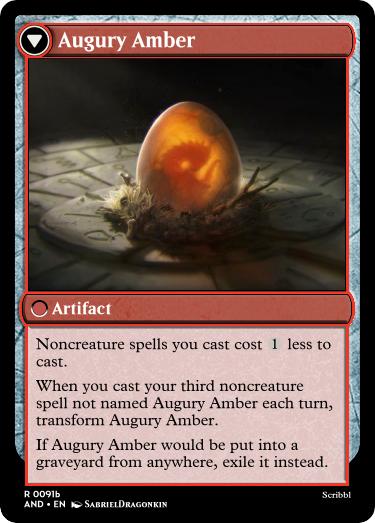 Augury Amber
Artifact
Noncreature spells you cast cost 1 less to
cast.
When you cast your third noncreature
spell not named Augury Amber each turn,
transform Augury Amber.
If Augury Amber would be put into a
graveyard from anywhere, exile it instead.
R 0091b
Scribbl
AND • EN SabrielDragonkin